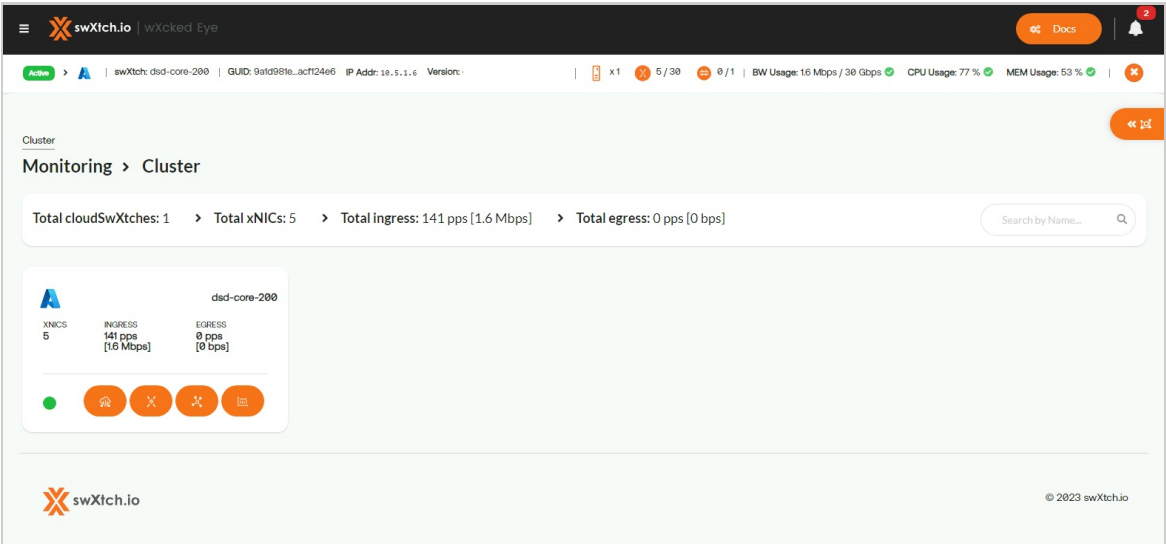 swXtch.io | wXcked Eye
Docs
2
Active > | swXtch: dsd-core-200 | GUID: 9afd981e...acf124e6 IP Addr: 10.5.1.6 Version: | x1 5/30 0/1 | BW Usage: 1.6 Mbps / 30 Gbps CPU Usage: 77 % MEM Usage: 53 % |
Cluster
Monitoring > Cluster
Total cloudSwXtches: 1 > Total xNICs: 5 > Total ingress: 141 pps [1.6 Mbps] > Total egress: 0 pps [0 bps]
Search by Name...
dsd-core-200
XNICS INGRESS EGRESS
5 141 pps 0 pps
[1.6 Mbps] [0 bps]
swXtch.io
© 2023 swXtch.io